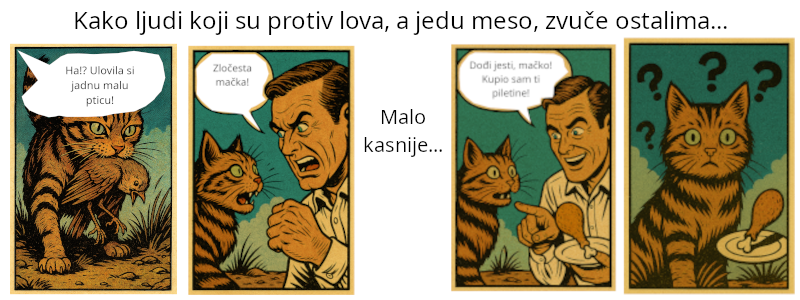 Kako ljudi koji su protiv lova, a jedu meso, zvuče ostalima...
Ha!? Ulovila si
jadnu malu
pticu!
Zločesta
mačka!
Malo
kasnije...
Dođi jesti, mačko!
Kupio sam ti
piletine!
? ? ? ?